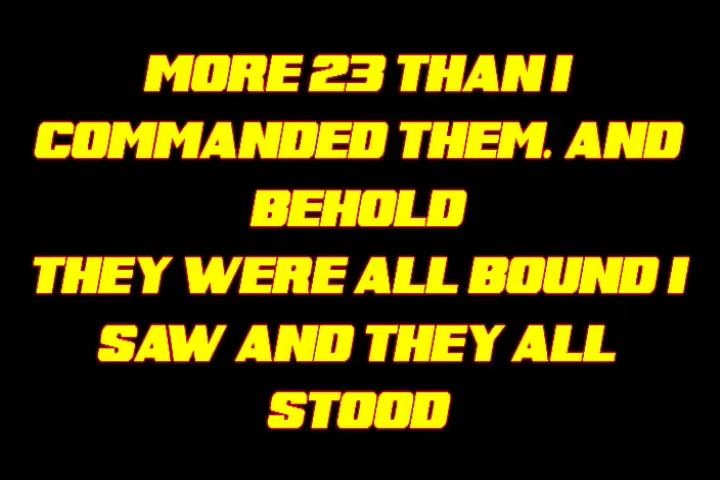 MORE 23 THAN I
COMMANDED THEM. AND
BEHOLD
THEY WERE ALL BOUND I
SAW AND THEY ALL
STOOD